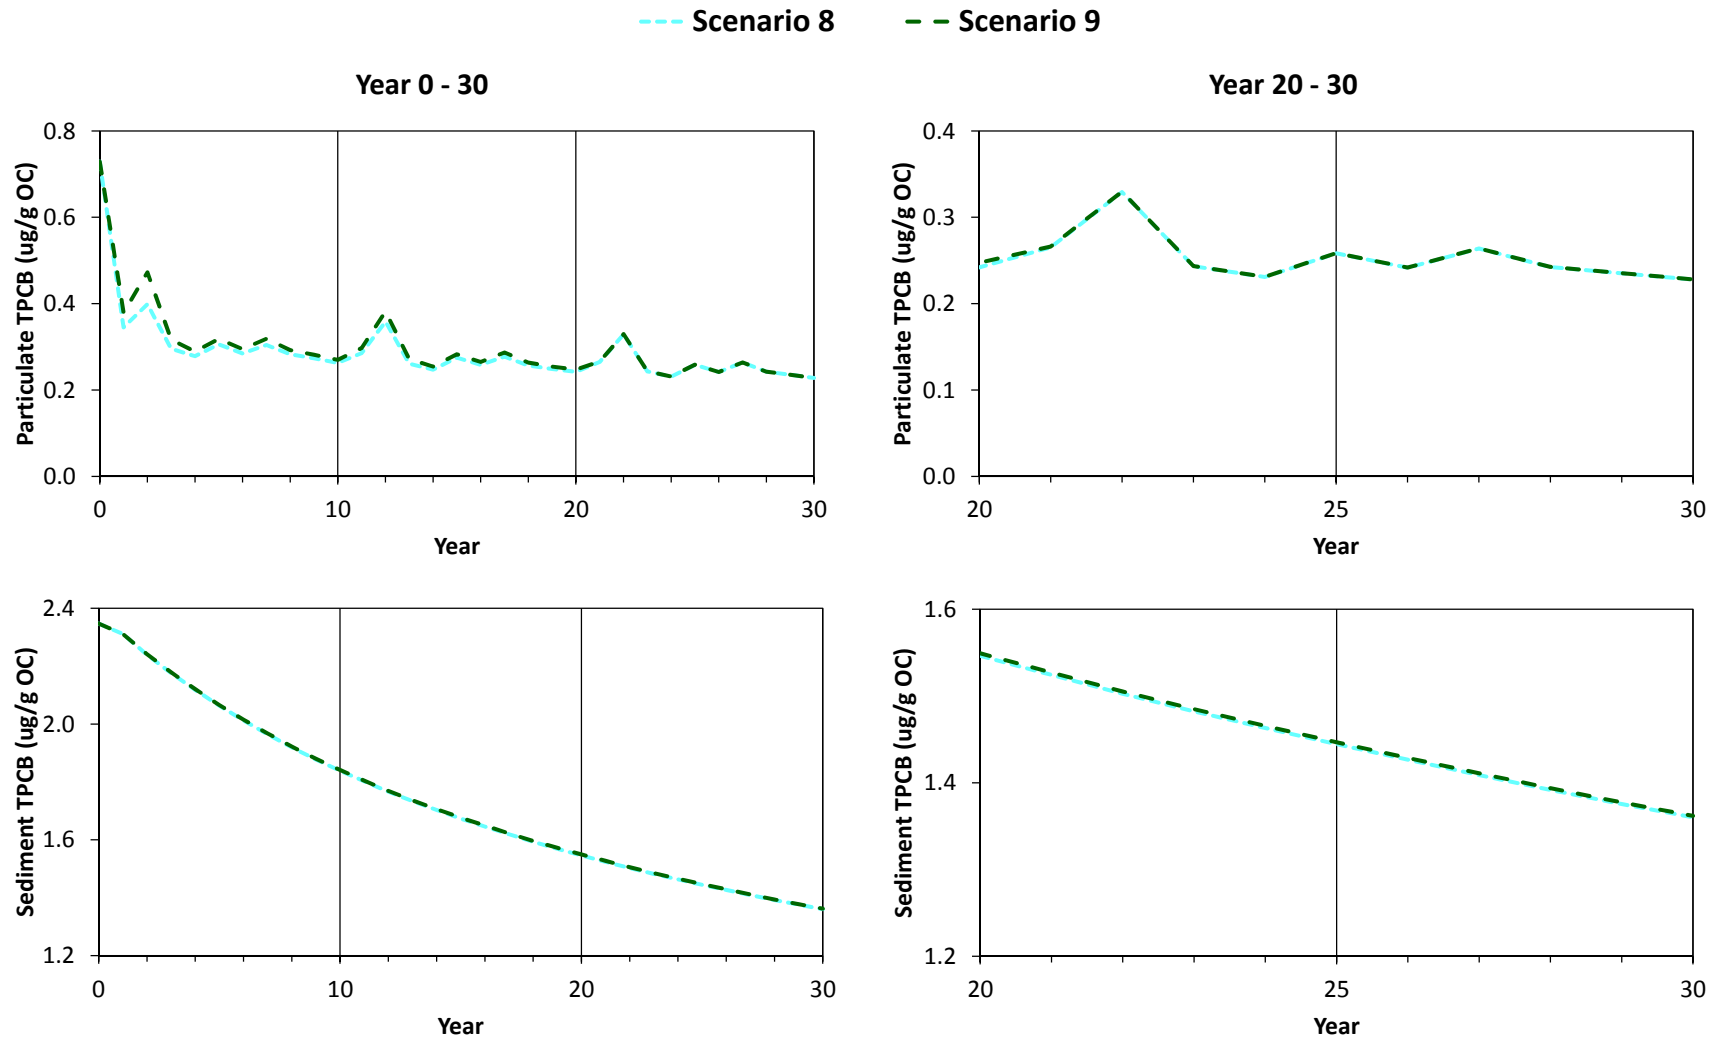 Scenario 8
Scenario 9
Year 0 - 30
Particulate TPCB (ug/g OC)
0.8
0.6
0.4
0.2
0.0
0
10
20
30
Year
Year 20 - 30
Particulate TPCB (ug/g OC)
0.4
0.3
0.2
0.1
0.0
20
25
30
Year
Sediment TPCB (ug/g OC)
2.4
2.0
1.6
1.2
0
10
20
30
Year
Sediment TPCB (ug/g OC)
1.6
1.4
1.2
20
25
30
Year